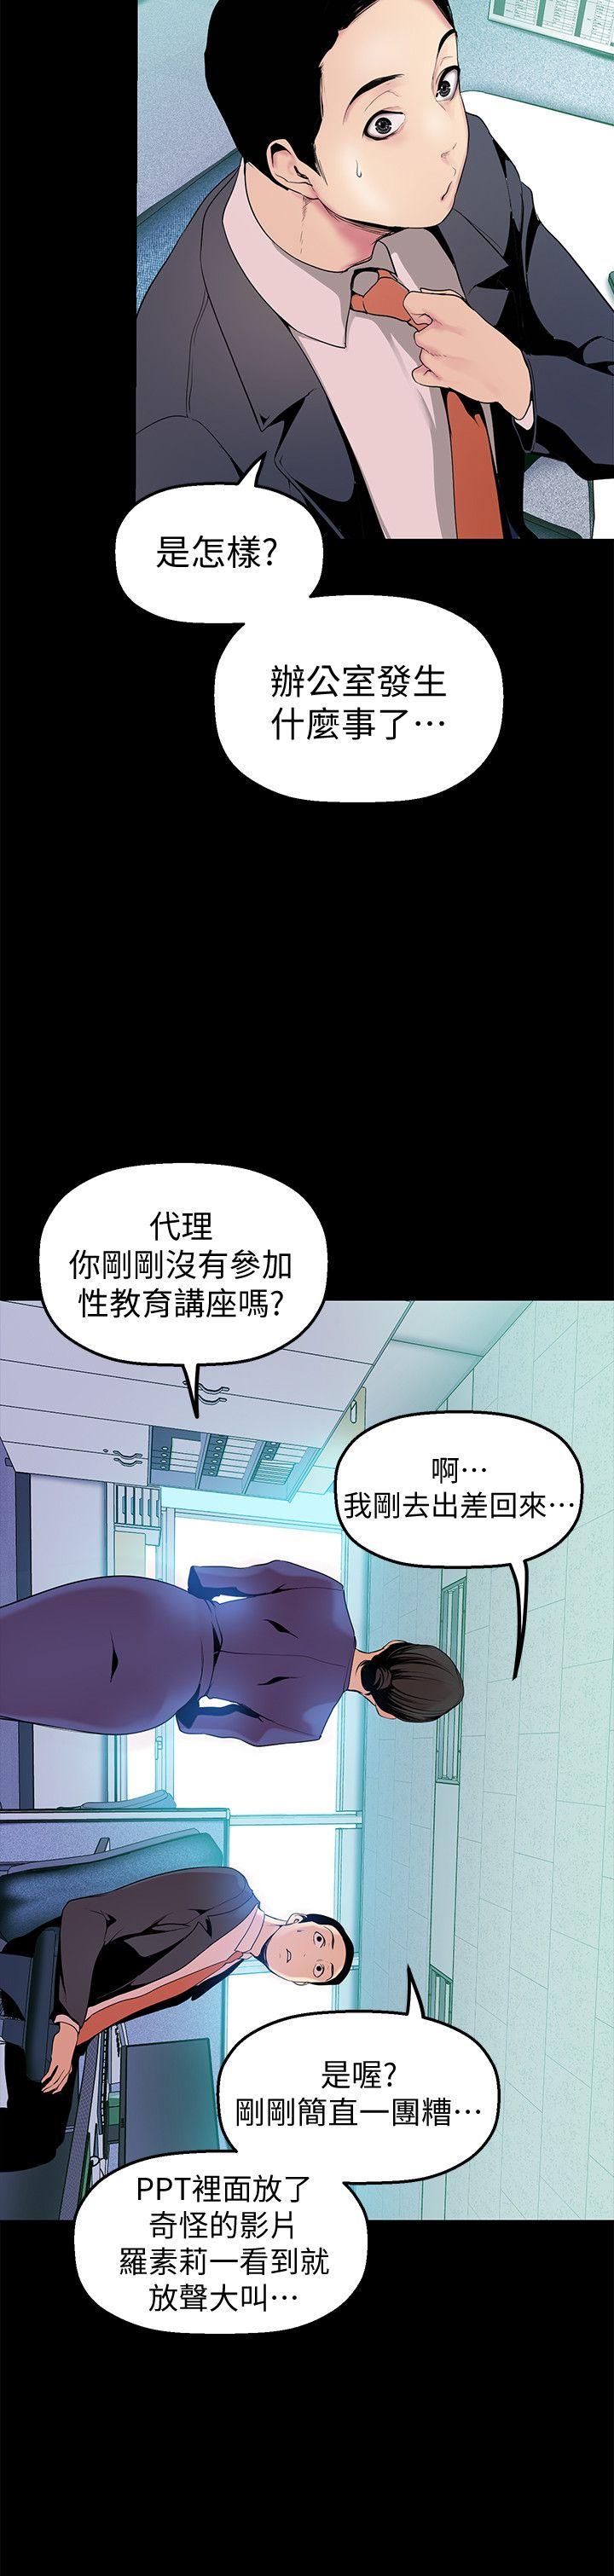 是怎樣?
辦公室發生
什麼事了⋯
代理
你剛剛沒有參加
性教育講座嗎?
啊⋯
我剛去出差回來⋯
是喔?
剛剛簡直一團糟⋯
PPT裡面放了
奇怪的影片
羅素莉一看到就
放聲大叫⋯